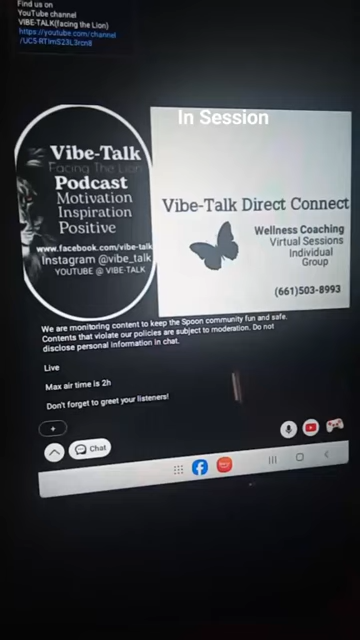 Find us on
YouTube channel
VIBE-TALK(facing the Lion)
https://youtube.com/channel
In Session
Vibe-Talk
Facing The Lion
Podcast
Motivation
Inspiration
Positive
www.facebook.com/vibe-talk
Instagram @vibe_talk
YOUTUBE @ VIBE TALK
Vibe-Talk Direct Connect
Wellness Coaching
Virtual Sessions
Individual
Group
(661)503-8993
We are monitoring content to keep the Spoon community fun and safe.
Contents that violate our policies are subject to moderation. Do not
disclose personal information in chat.
Live
Max air time is 2h
Don't forget to greet your listeners!
+
Chat